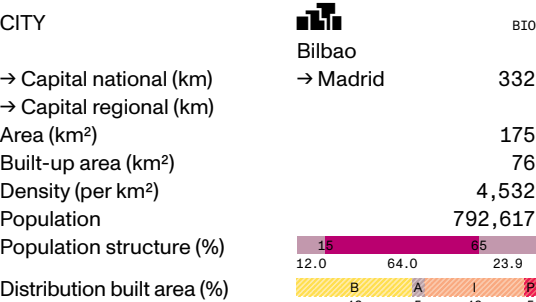 CITY BIO
Bilbao
→ Capital national (km) → Madrid 332
→ Capital regional (km)
Area (km²) 175
Built-up area (km²) 76
Density (per km²) 4,532
Population 792,617
Population structure (%) 15 65
12.0 64.0 23.9
Distribution built area (%) B A I P